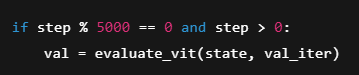 if step % 5000 == 0 and step > 0:
    val = evaluate_vit(state, val_iter)